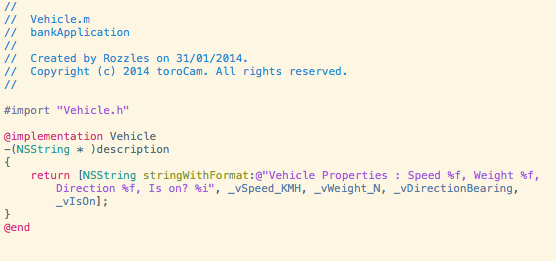 //
//  Vehicle.m
//  bankApplication
//
//  Created by Rozzles on 31/01/2014.
//  Copyright (c) 2014 toroCam. All rights reserved.
//
#import "Vehicle.h"
@implementation Vehicle
-(NSString * )description
{
    return [NSString stringWithFormat:@"Vehicle Properties : Speed %f, Weight %f,
        Direction %f, Is on? %i", _vSpeed_KMH, _vWeight_N, _vDirectionBearing,
        _vIsOn];
}
@end